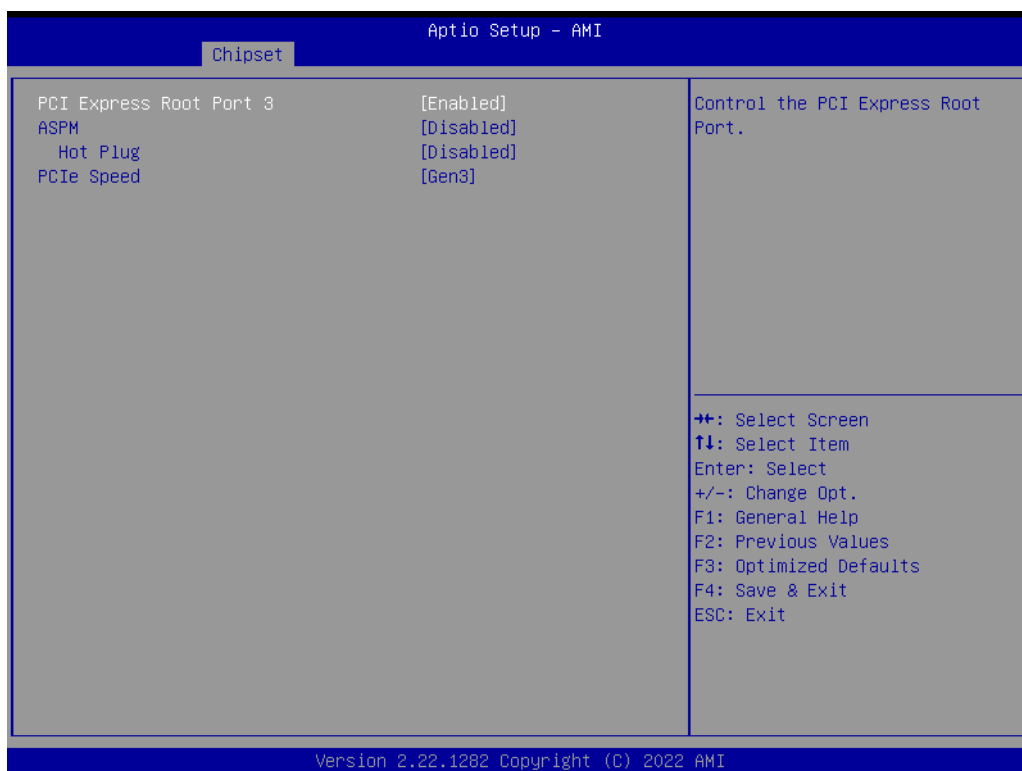 Aptio Setup – AMI
Chipset
PCI Express Root Port 3 [Enabled]
ASPM [Disabled]
Hot Plug [Disabled]
PCIe Speed [Gen3]
Control the PCI Express Root
Port.
→←: Select Screen
↑↓: Select Item
Enter: Select
+/-: Change Opt.
F1: General Help
F2: Previous Values
F3: Optimized Defaults
F4: Save & Exit
ESC: Exit
Version 2.22.1282 Copyright (C) 2022 AMI